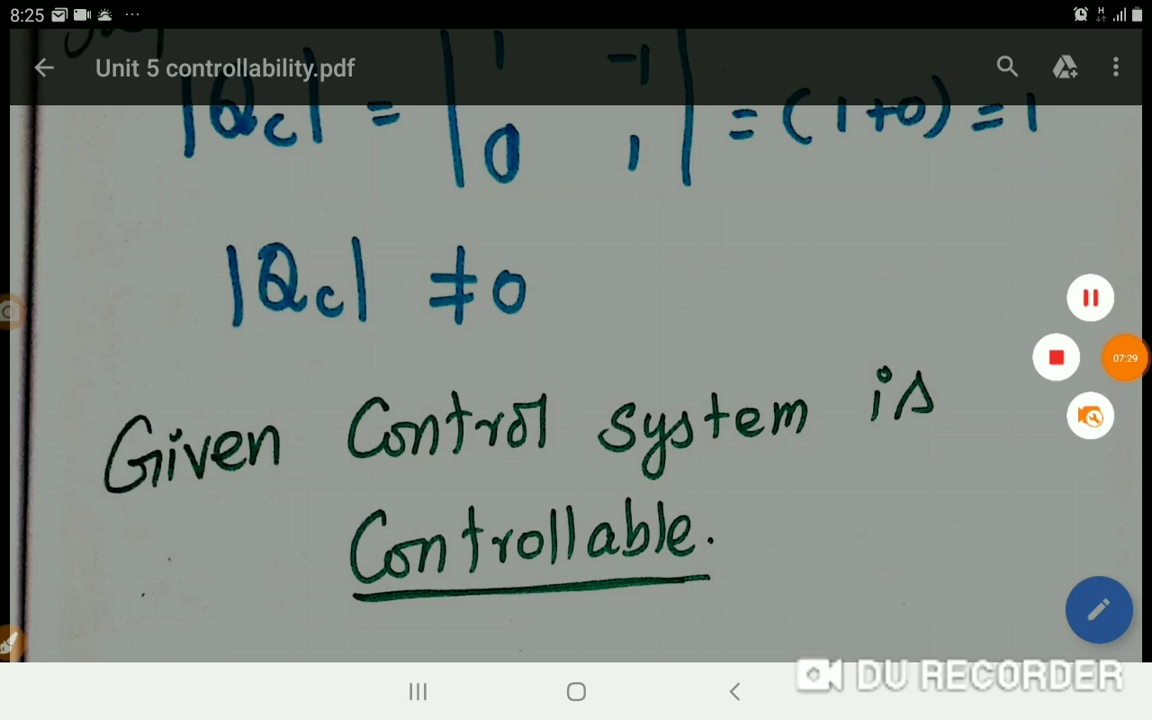 8:25
Unit 5 controllability.pdf
|Qc| = | 1 -1 |
| 0 1 | = (1+0) = 1
|Qc| ≠ 0
Given Control system is
Controllable.
07:29
DU RECORDER